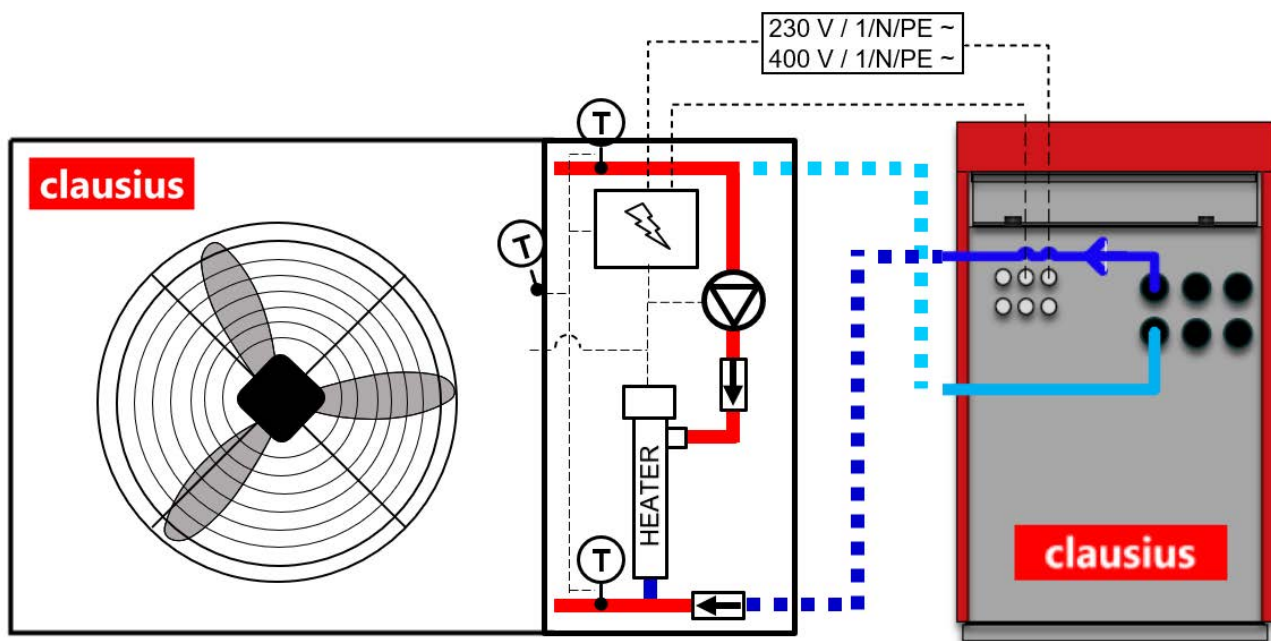 230 V / 1/N/PE ~
400 V / 1/N/PE ~
T
clausius
T
HEATER
T
clausius